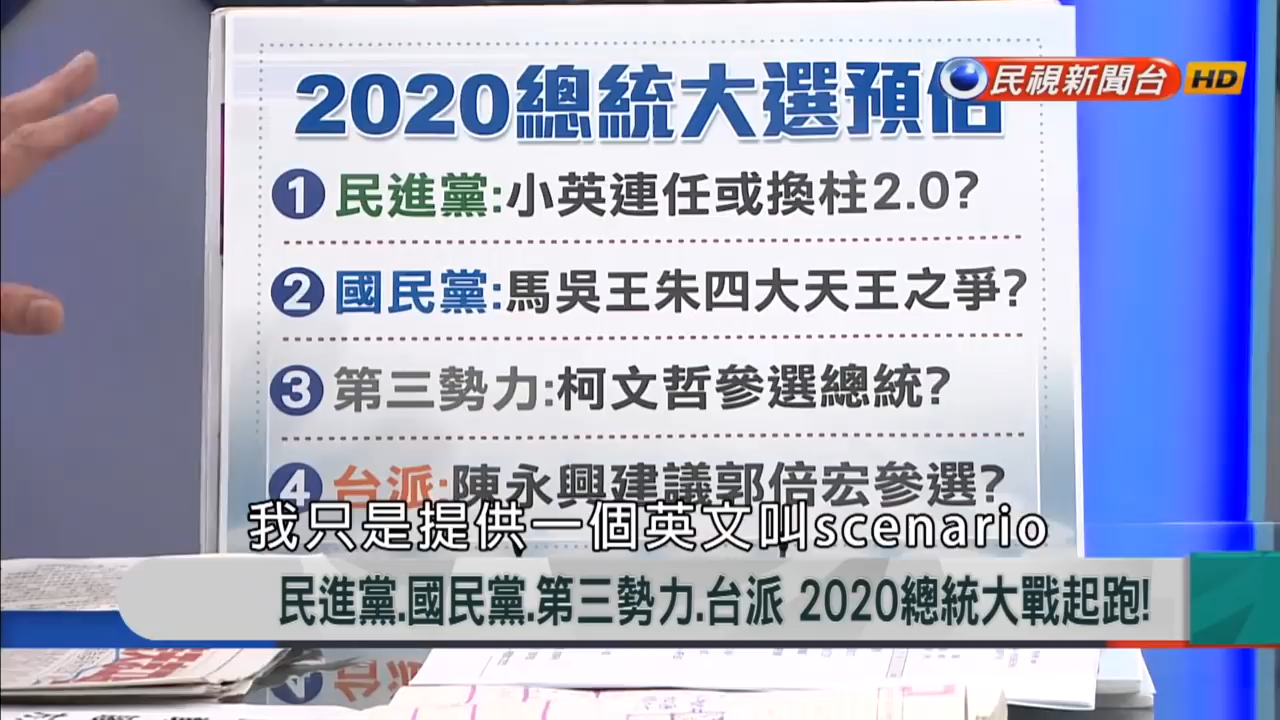 民視新聞台 HD
2020總統大選預估
1 民進黨:小英連任或換柱2.0?
2 國民黨:馬吳王朱四大天王之爭?
3 第三勢力:柯文哲參選總統?
4 台派:陳永興建議郭倍宏參選?
我只是提供一個英文叫scenario
民進黨.國民黨.第三勢力.台派 2020總統大戰起跑!